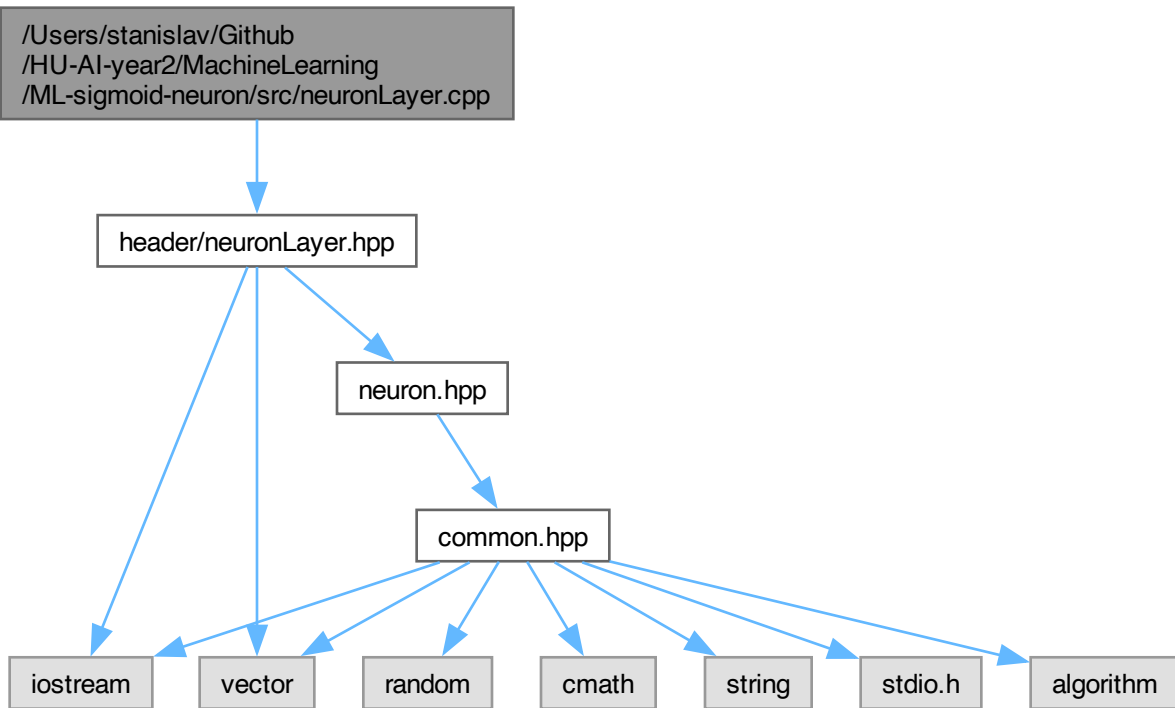 /Users/stanislav/Github
/HU-AI-year2/MachineLearning
/ML-sigmoid-neuron/src/neuronLayer.cpp
header/neuronLayer.hpp
neuron.hpp
common.hpp
iostream
vector
random
cmath
string
stdio.h
algorithm